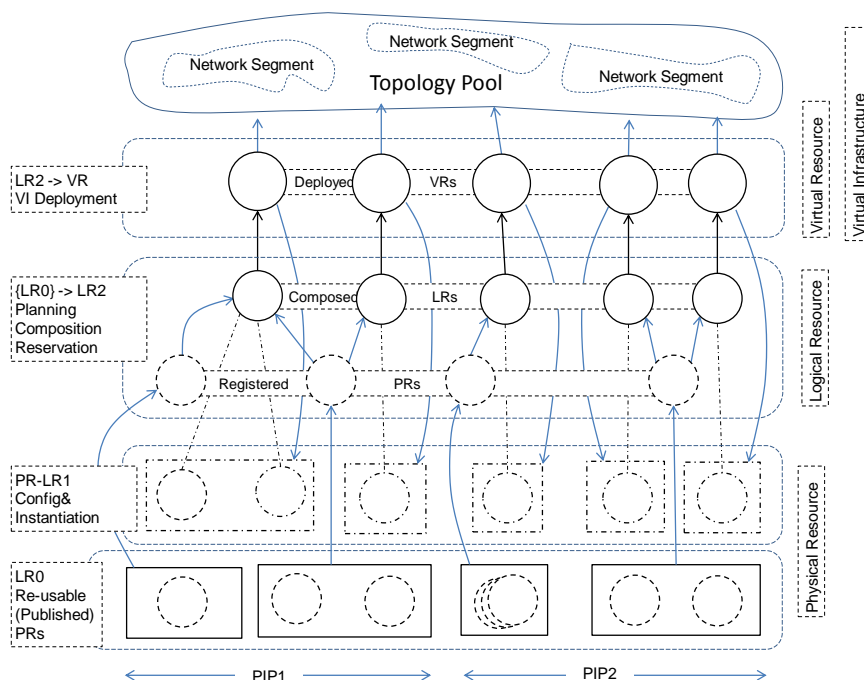 Network Segment
Network Segment
Network Segment
Topology Pool
LR2 -> VR
VI Deployment
Deployed
VRs
Virtual Resource
Virtual Infrastructure
{LR0} -> LR2
Planning
Composition
Reservation
Composed
LRs
Registered
PRs
Logical Resource
PR-LR1
Config&
Instantiation
LR0
Re-usable
(Published)
PRs
Physical Resource
PIP1
PIP2